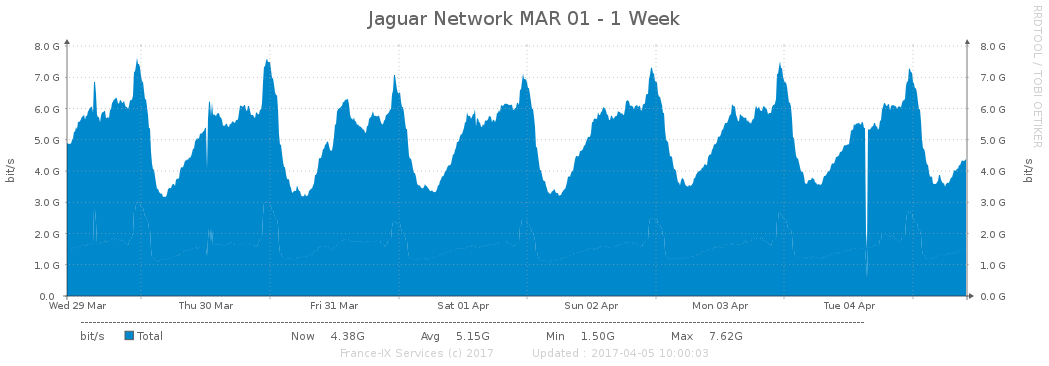 Jaguar Network MAR 01 - 1 Week
RRDTOOL / TOBI OETIKER
bit/s
8.0 G 8.0 G
7.0 G 7.0 G
6.0 G 6.0 G
5.0 G 5.0 G
4.0 G 4.0 G
3.0 G 3.0 G
2.0 G 2.0 G
1.0 G 1.0 G
0.0 0.0 G
bit/s
Wed 29 Mar Thu 30 Mar Fri 31 Mar Sat 01 Apr Sun 02 Apr Mon 03 Apr Tue 04 Apr
bit/s Total Now 4.38G Avg 5.15G Min 1.50G Max 7.62G
France-IX Services (c) 2017 Updated : 2017-04-05 10:00:03